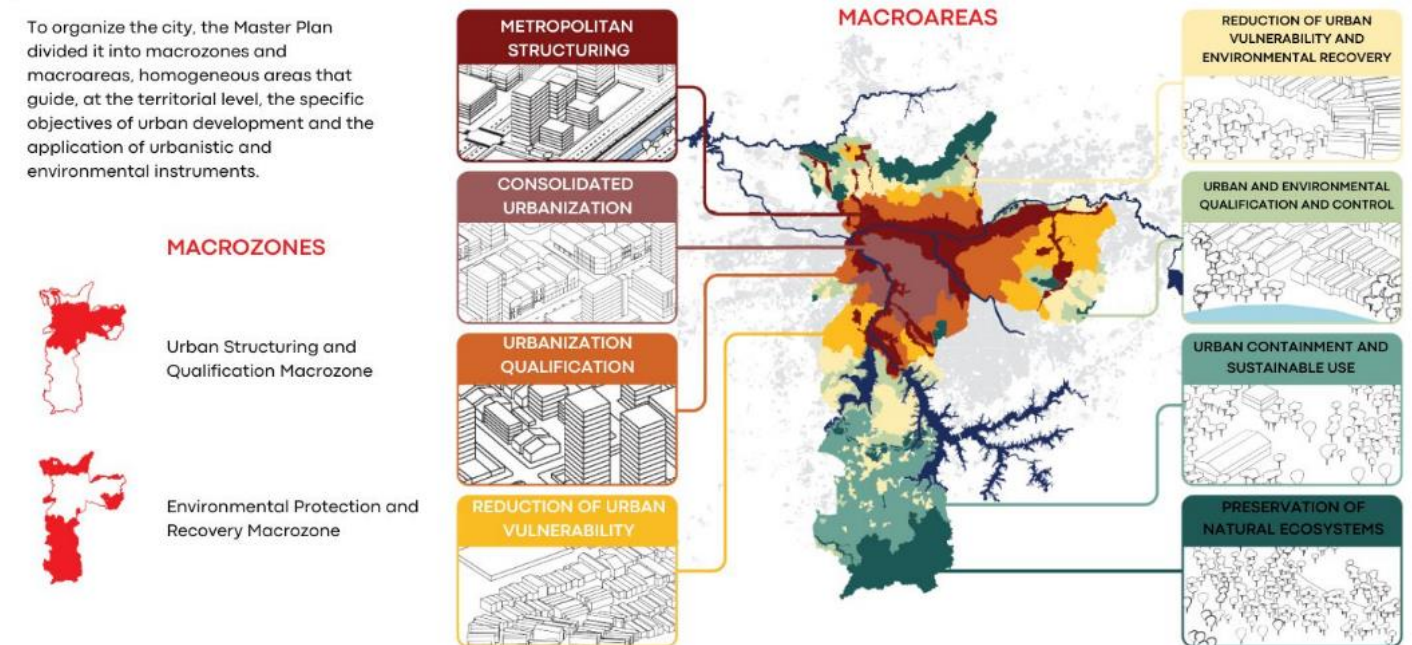 To organize the city, the Master Plan
divided it into macrozones and
macroareas, homogeneous areas that
guide, at the territorial level, the specific
objectives of urban development and the
application of urbanistic and
environmental instruments.
MACROZONES
Urban Structuring and
Qualification Macrozone
Environmental Protection and
Recovery Macrozone
MACROAREAS
METROPOLITAN
STRUCTURING
CONSOLIDATED
URBANIZATION
URBANIZATION
QUALIFICATION
REDUCTION OF URBAN
VULNERABILITY
REDUCTION OF URBAN
VULNERABILITY AND
ENVIRONMENTAL RECOVERY
URBAN AND ENVIRONMENTAL
QUALIFICATION AND CONTROL
URBAN CONTAINMENT AND
SUSTAINABLE USE
PRESERVATION OF
NATURAL ECOSYSTEMS